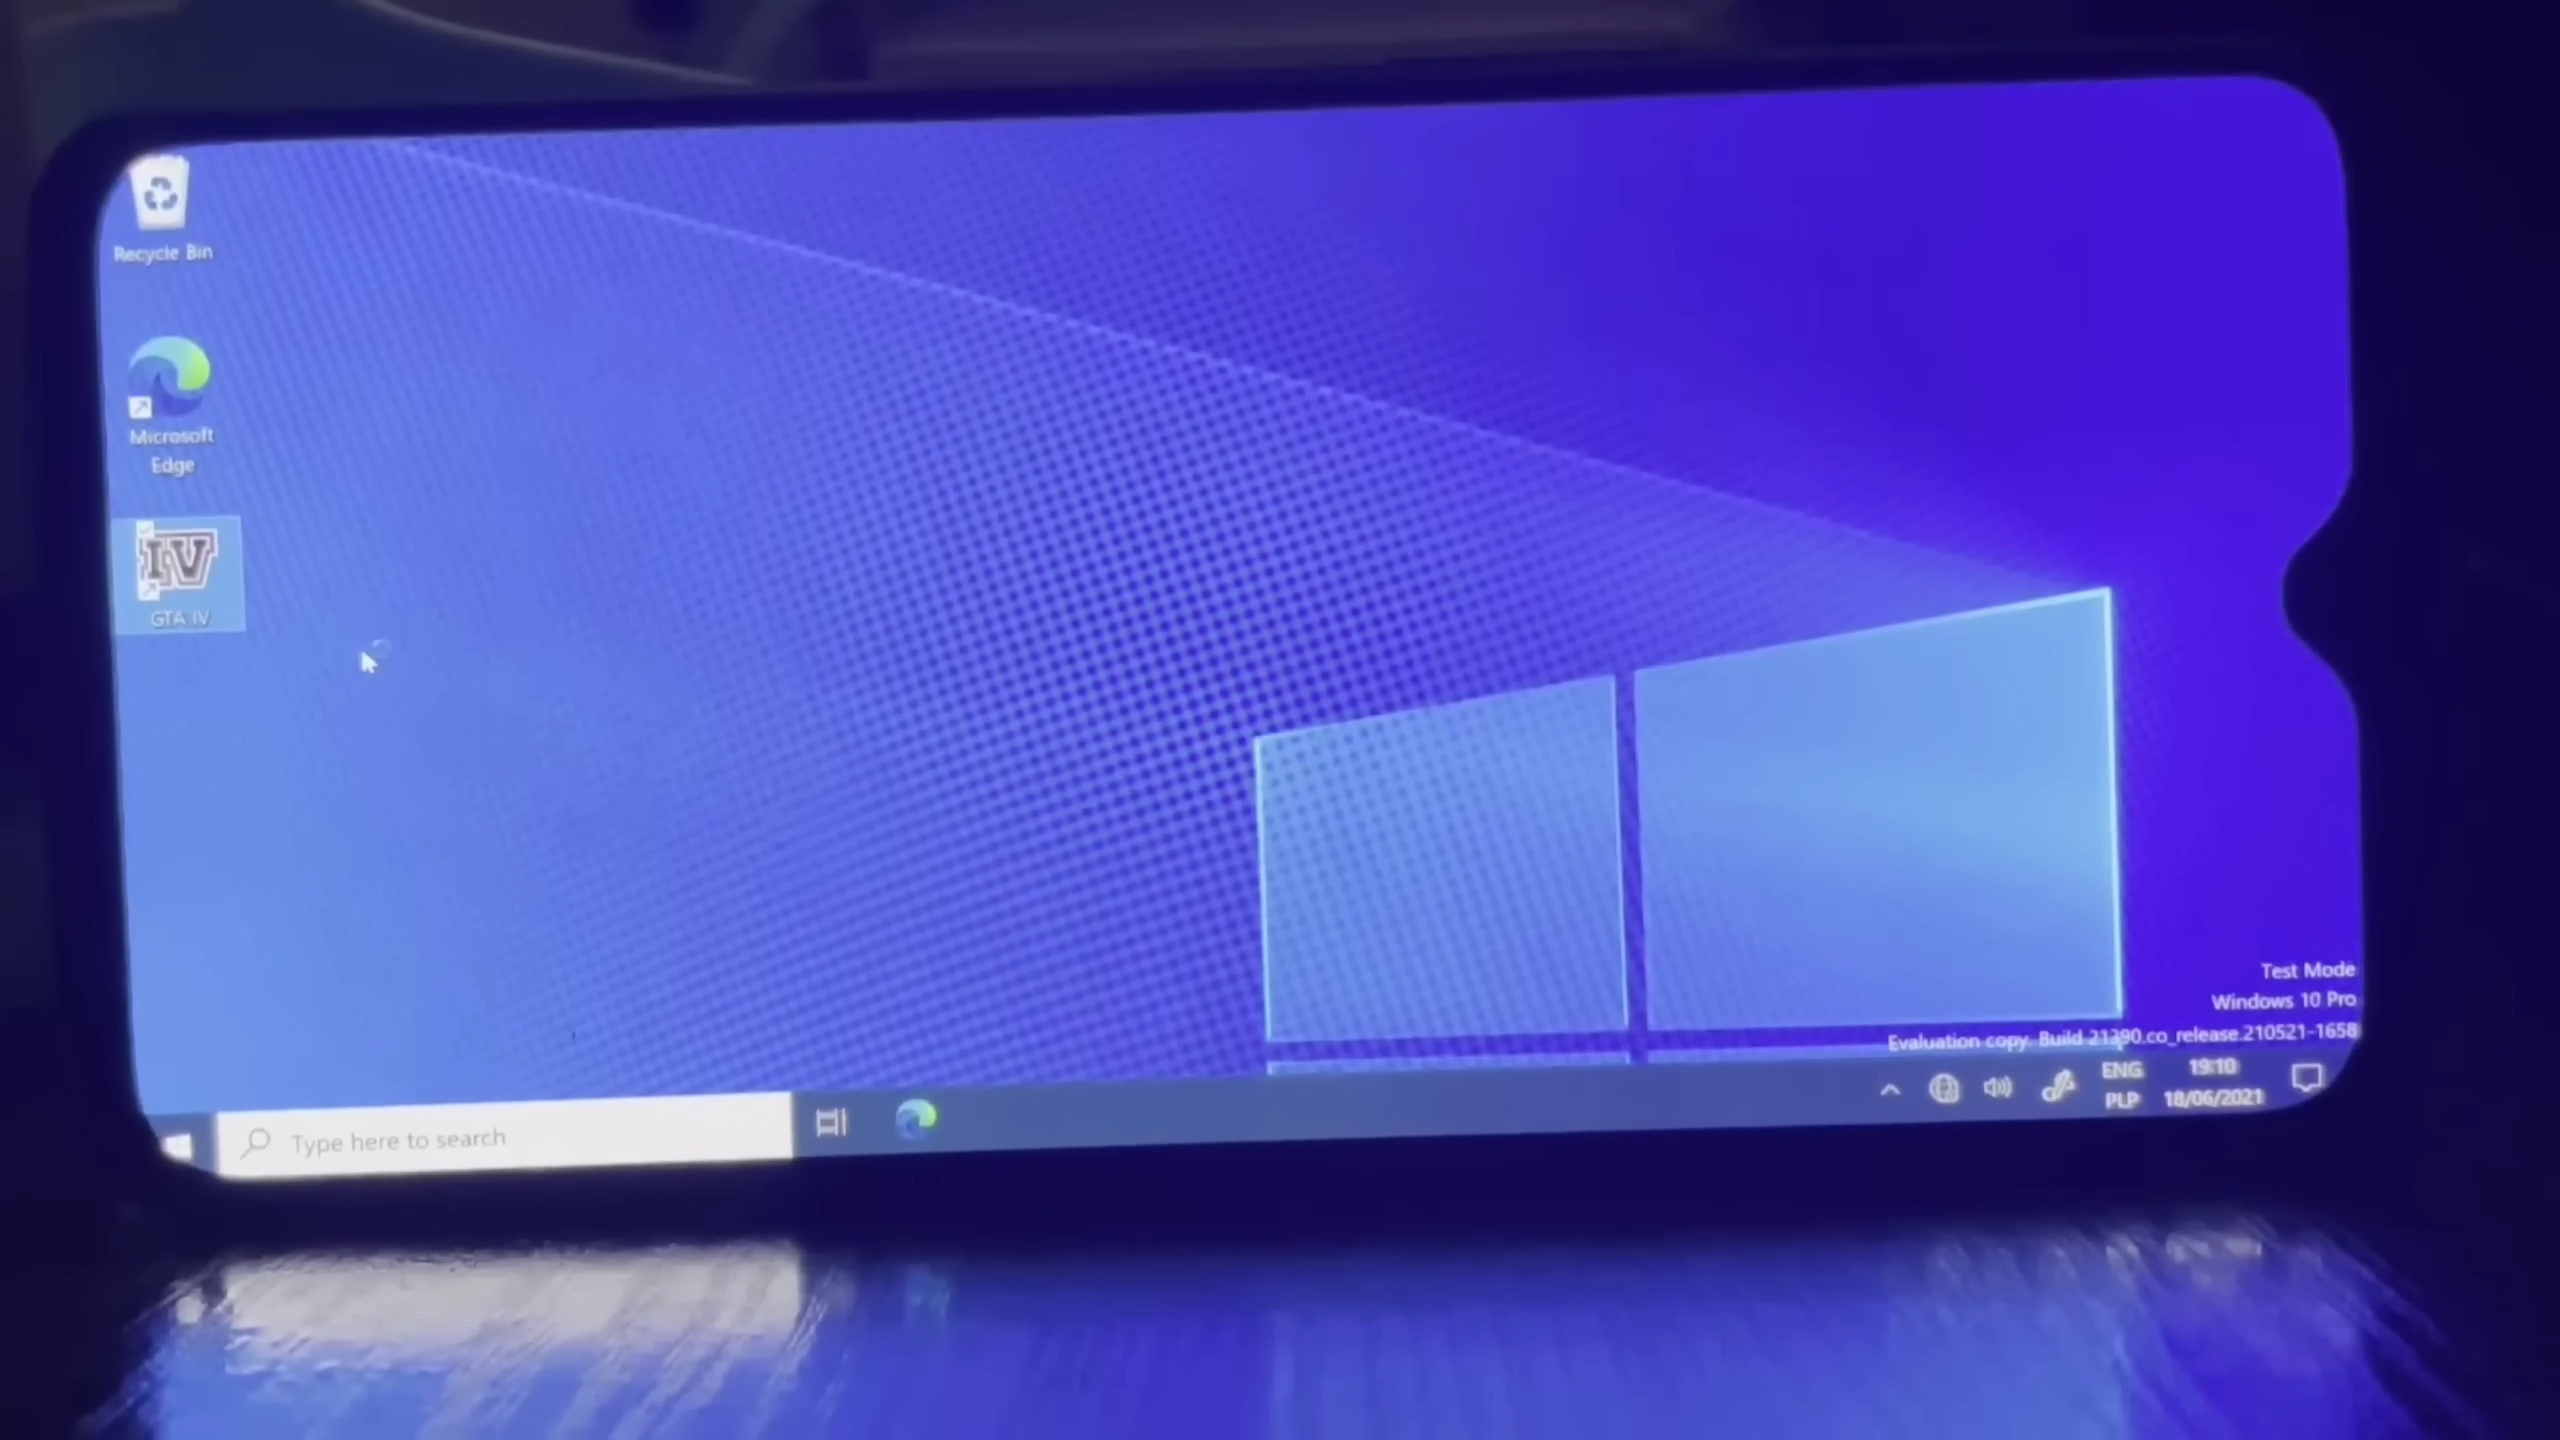 Recycle Bin
Microsoft
Edge
IV
GTA IV
Test Mode
Windows 10 Pro
Evaluation copy. Build 21390.co_release.210521-1658
Type here to search
ENG
PLP
19:10
18/06/2021